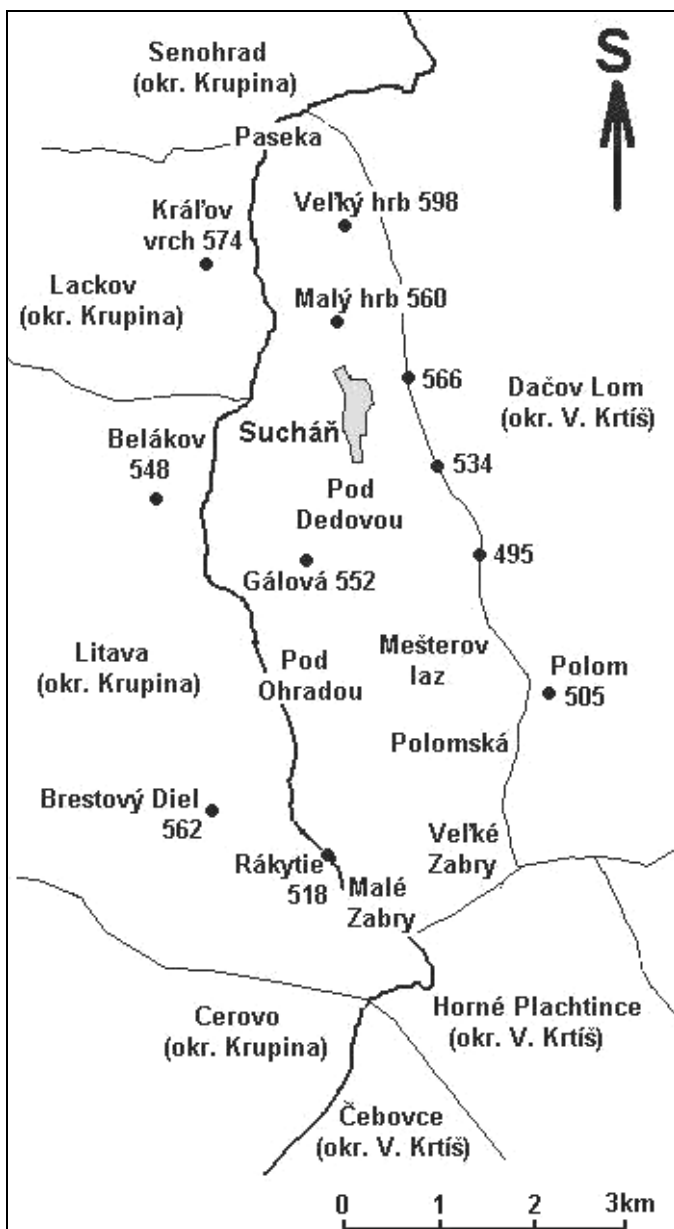 Senohrad
(okr. Krupina)
S
Paseka
Kráľov
vrch 574
Veľký hrb 598
Lackov
(okr. Krupina)
Malý hrb 560
566
Dačov Lom
(okr. V. Krtíš)
Sucháň
Belákov
548
534
Pod
Dedovou
495
Gálová 552
Litava
(okr. Krupina)
Pod
Ohradou
Mešterov
laz
Polom
505
Polomská
Brestový Diel
562
Veľké
Zabry
Rákytie
518
Malé
Zabry
Cerovo
(okr. Krupina)
Horné Plachtince
(okr. V. Krtíš)
Čebovce
(okr. V. Krtíš)
0 1 2 3km